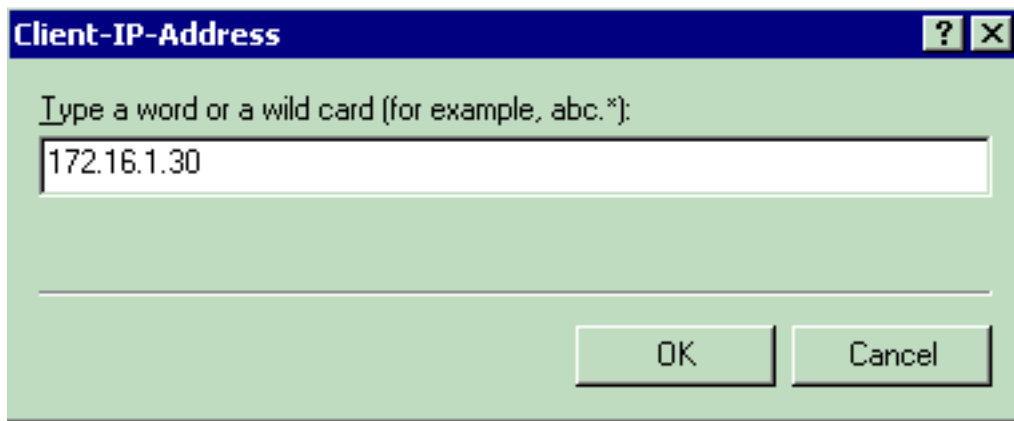 Client-IP-Address ? X
Type a word or a wild card (for example, abc.*):
172.16.1.30
OK Cancel